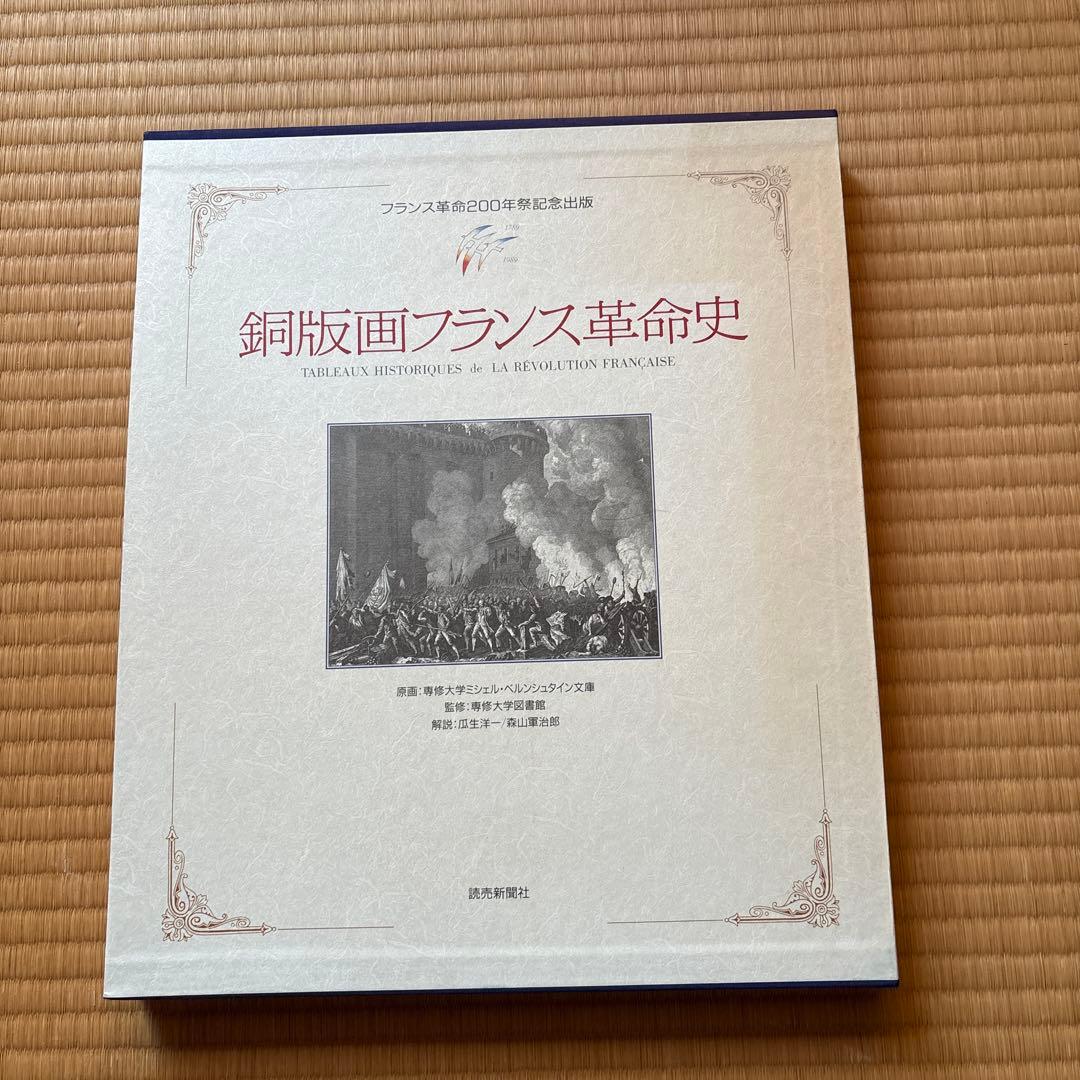 フランス革命200年祭記念出版
1789
1989
銅版画フランス革命史
TABLEAUX HISTORIQUES de LA RÉVOLUTION FRANÇAISE
原画：専修大学ミシェル・ベルンシュタイン文庫
監修：専修大学図書館
解説：瓜生洋一/森山軍治郎
読売新聞社